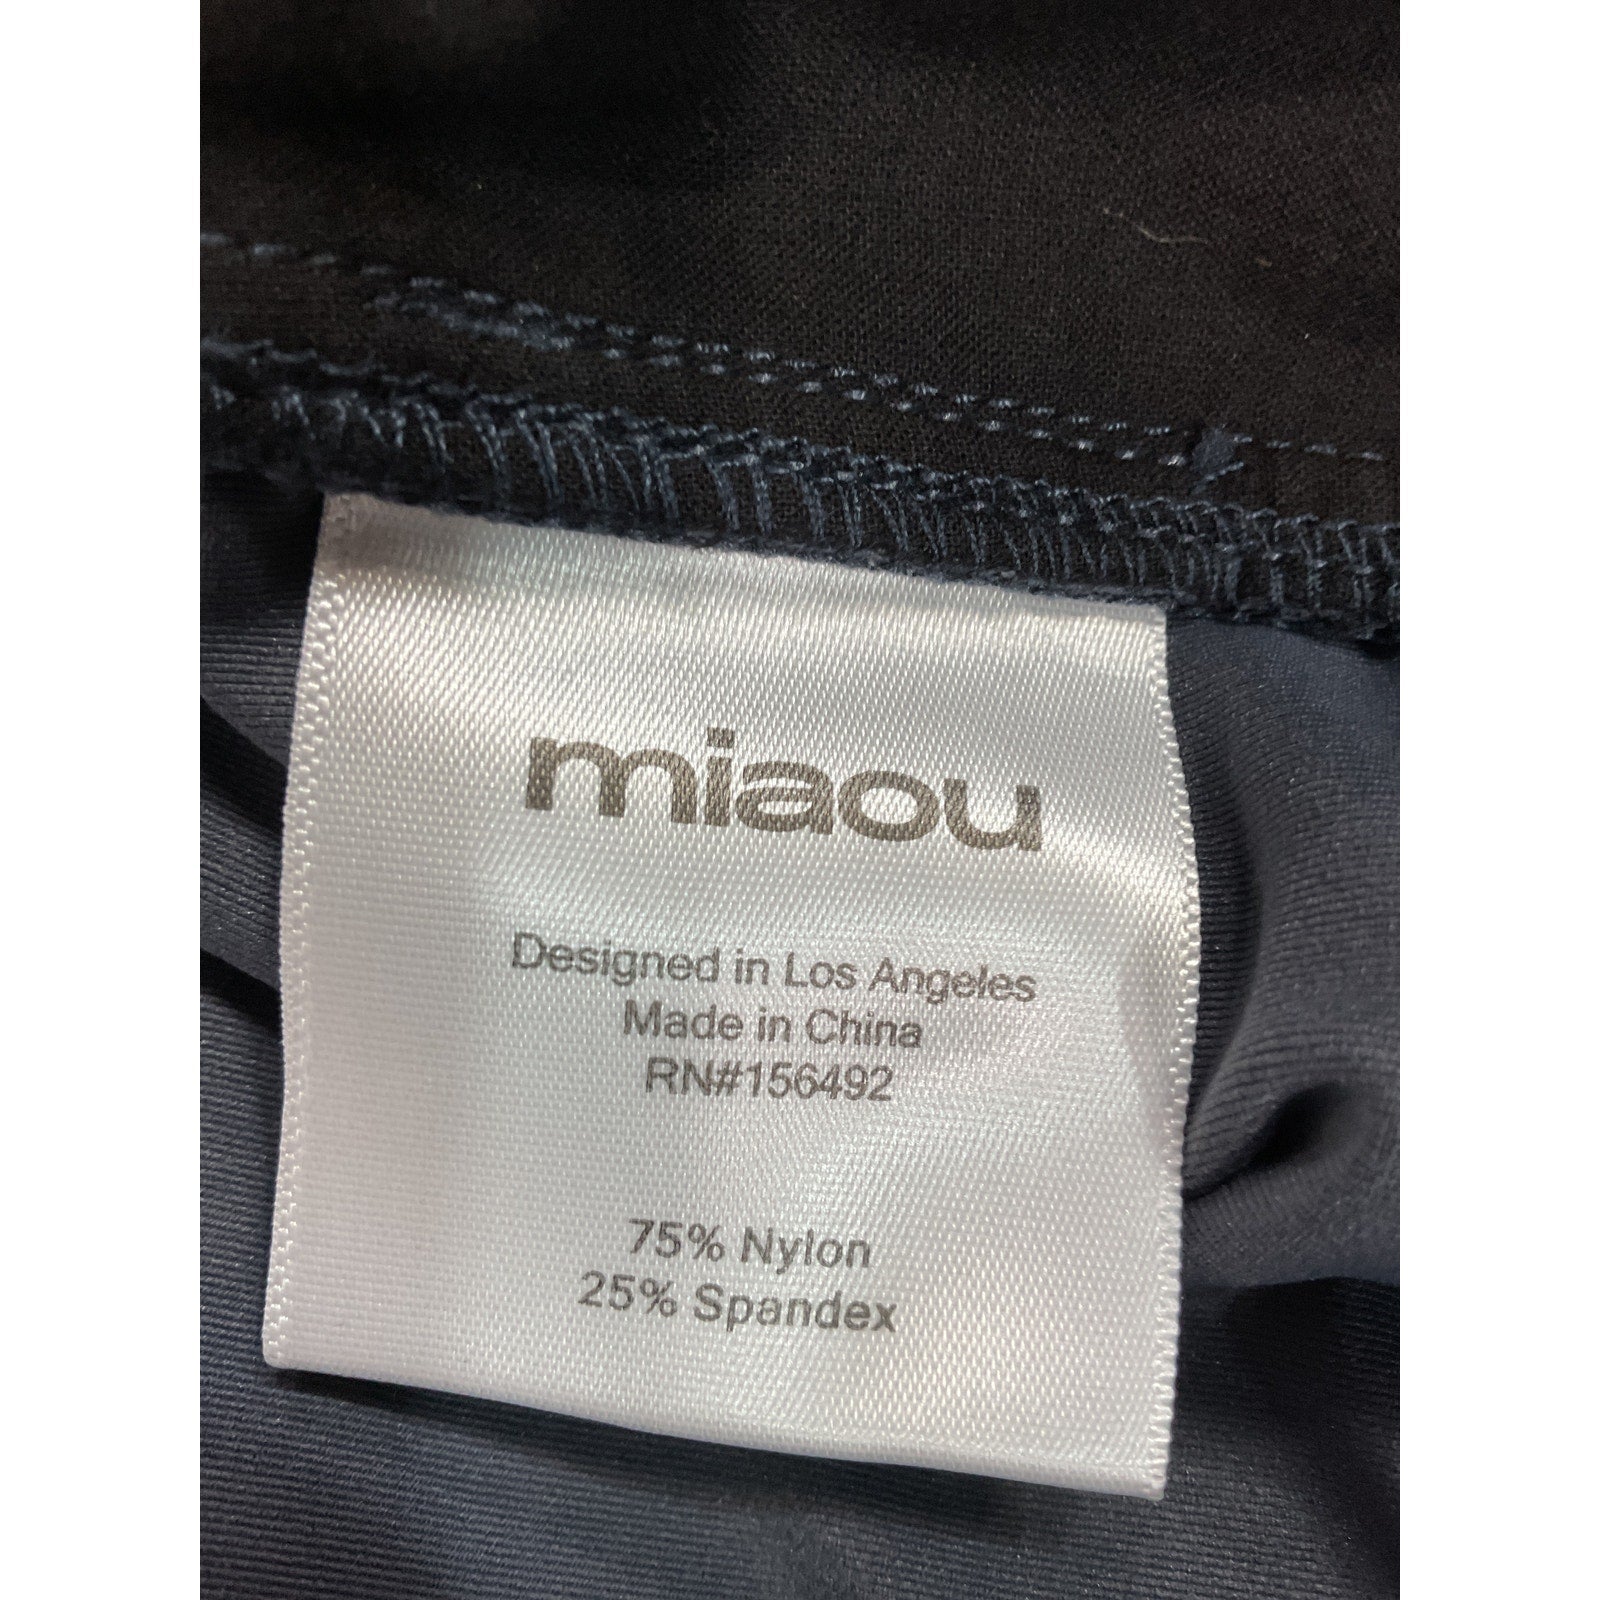 miaou
Designed in Los Angeles
Made in China
RN#156492
75% Nylon
25% Spandex